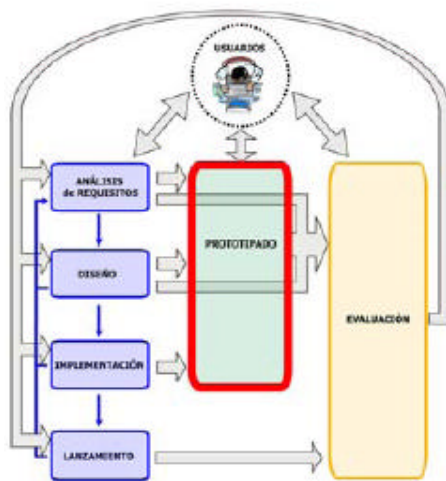 USUARIOS
ANÁLISIS
de REQUISITOS
PROTOTIPADO
DISEÑO
EVALUACIÓN
IMPLEMENTACIÓN
LANZAMIENTO